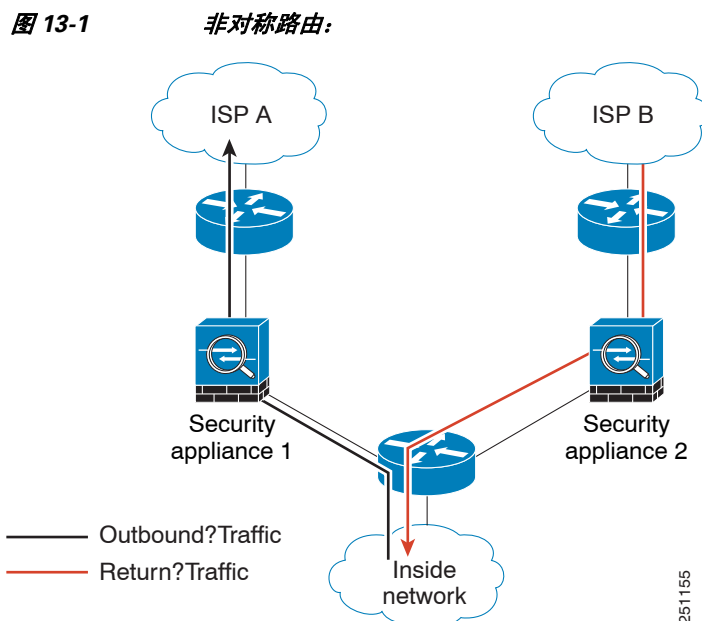 图 13-1 非对称路由：
ISP A
ISP B
Security
appliance 1
Security
appliance 2
Outbound?Traffic
Return?Traffic
Inside
network
251155